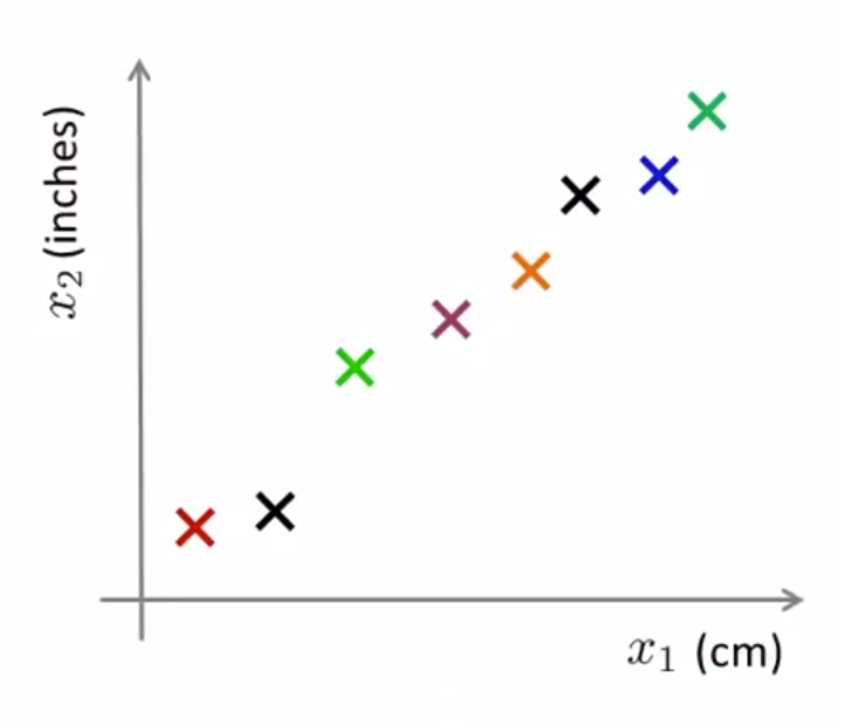 x₂ (inches)
x₁ (cm)